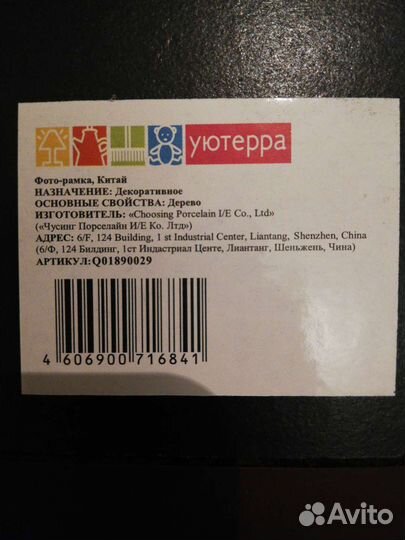 уютерра
Фото-рамка, Китай
НАЗНАЧЕНИЕ: Декоративное
ОСНОВНЫЕ СВОЙСТВА: Дерево
ИЗГОТОВИТЕЛЬ: «Choosing Porcelain I/E Co., Ltd»
(«Чусинг Порселайн И/Е Ко. Лтд»)
АДРЕС: 6/F, 124 Building, 1 st Industrial Center, Liantang, Shenzhen, China
(6/Ф, 124 Билдинг, 1ст Индастриал Центе, Лиантанг, Шеньжень, Чина)
АРТИКУЛ:Q01890029
4 606900 716841
Avito